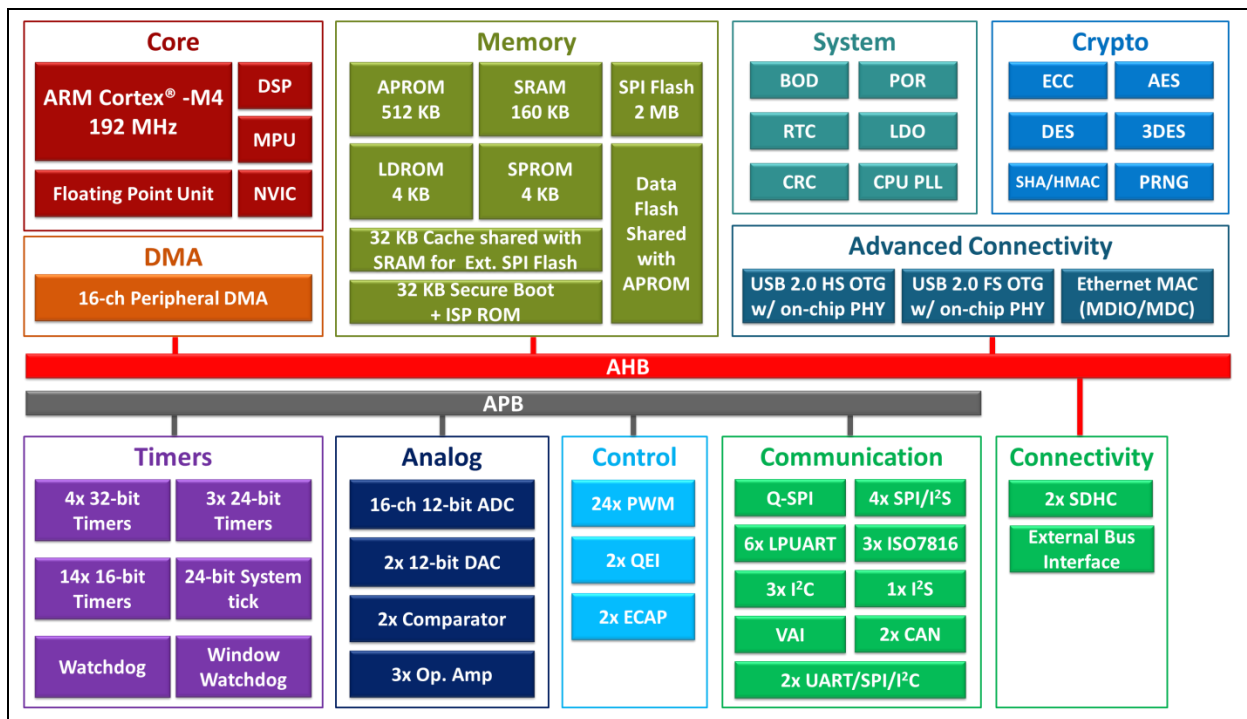 Core
ARM Cortex® -M4
192 MHz
DSP
MPU
Floating Point Unit
NVIC
DMA
16-ch Peripheral DMA
Memory
APROM
512 KB
SRAM
160 KB
SPI Flash
2 MB
LDROM
4 KB
SPROM
4 KB
Data
Flash
Shared
with
APROM
32 KB Cache shared with
SRAM for Ext. SPI Flash
32 KB Secure Boot
+ ISP ROM
System
BOD
POR
RTC
LDO
CRC
CPU PLL
Crypto
ECC
AES
DES
3DES
SHA/HMAC
PRNG
Advanced Connectivity
USB 2.0 HS OTG
w/ on-chip PHY
USB 2.0 FS OTG
w/ on-chip PHY
Ethernet MAC
(MDIO/MDC)
AHB
APB
Timers
4x 32-bit
Timers
3x 24-bit
Timers
14x 16-bit
Timers
24-bit System
tick
Watchdog
Window
Watchdog
Analog
16-ch 12-bit ADC
2x 12-bit DAC
2x Comparator
3x Op. Amp
Control
24x PWM
2x QEI
2x ECAP
Communication
Q-SPI
4x SPI/I²S
6x LPUART
3x ISO7816
3x I²C
1x I²S
VAI
2x CAN
2x UART/SPI/I²C
Connectivity
2x SDHC
External Bus
Interface